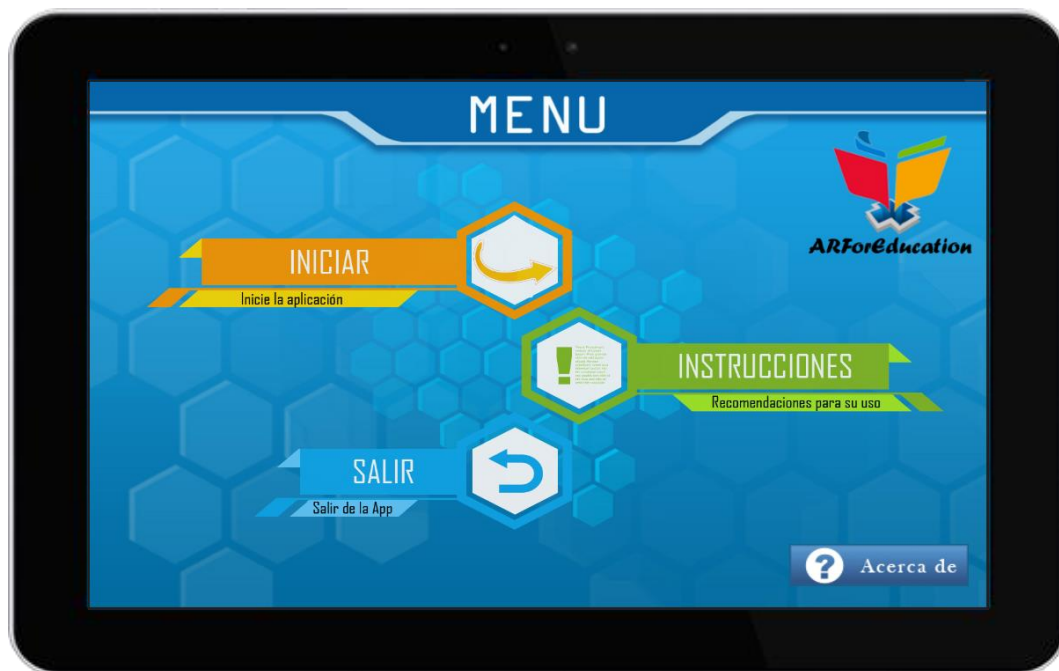 MENU
ARForEducation
INICIAR
Inicie la aplicación
INSTRUCCIONES
Recomendaciones para su uso
SALIR
Salir de la App
Acerca de